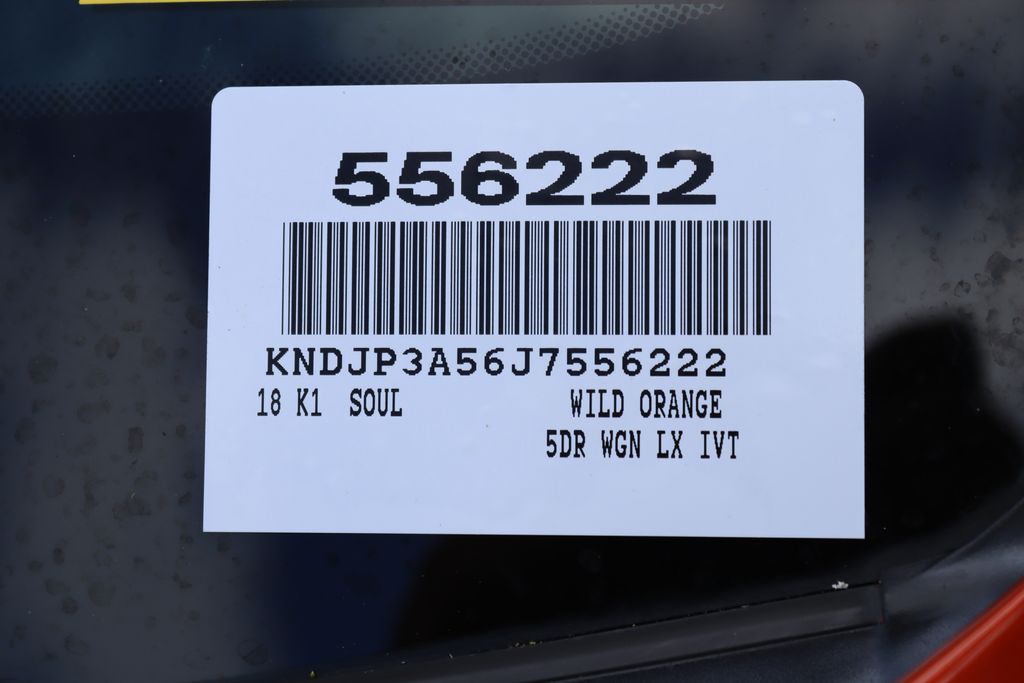 556222
KNDJP3A56J7556222
18 K1 SOUL WILD ORANGE
5DR WGN LX IVT